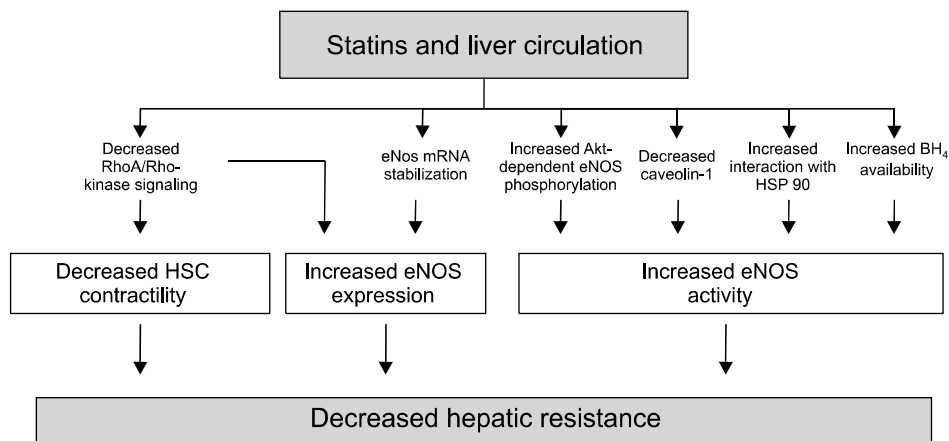 Statins and liver circulation
Decreased
RhoA/Rho-
kinase signaling
eNos mRNA
stabilization
Increased Akt-
dependent eNOS
phosphorylation
Decreased
caveolin-1
Increased
interaction with
HSP 90
Increased BH₄
availability
Decreased HSC
contractility
Increased eNOS
expression
Increased eNOS
activity
Decreased hepatic resistance